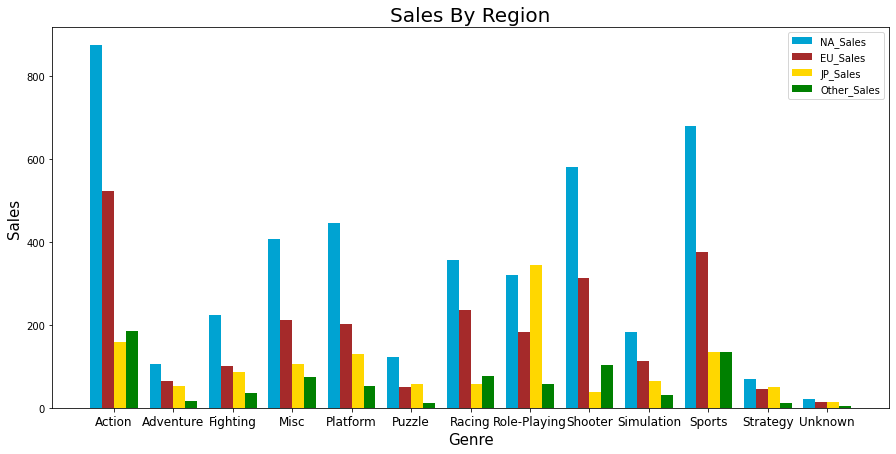 Sales By Region
NA_Sales
EU_Sales
JP_Sales
Other_Sales
Sales
800
600
400
200
0
Action Adventure Fighting Misc Platform Puzzle Racing Role-Playing Shooter Simulation Sports Strategy Unknown
Genre